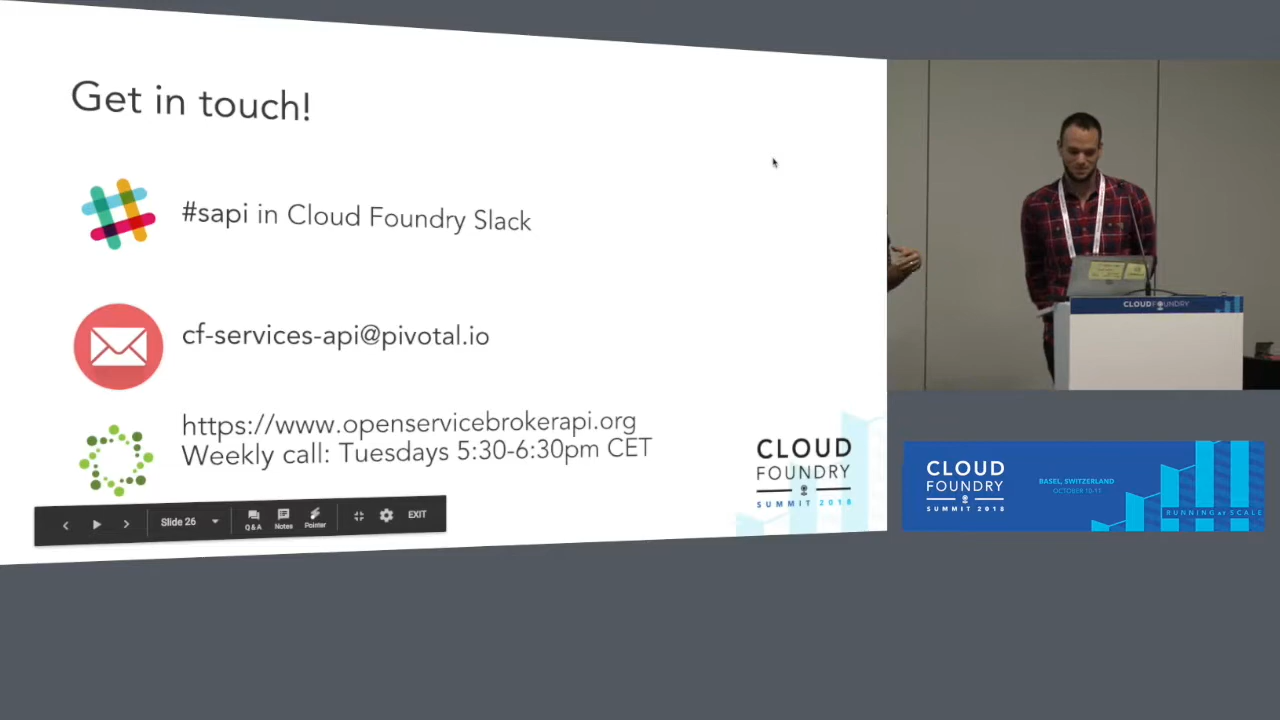 Get in touch!
#sapi in Cloud Foundry Slack
cf-services-api@pivotal.io
https://www.openservicebrokerapi.org
Weekly call: Tuesdays 5:30-6:30pm CET
CLOUD
FOUNDRY
SUMMIT 2018
Slide 26
Q&A
Notes
Pointer
EXIT
CLOUDFOUNDRY
CLOUD
FOUNDRY
SUMMIT 2018
BASEL, SWITZERLAND
OCTOBER 10-11
RUNNING AT SCALE